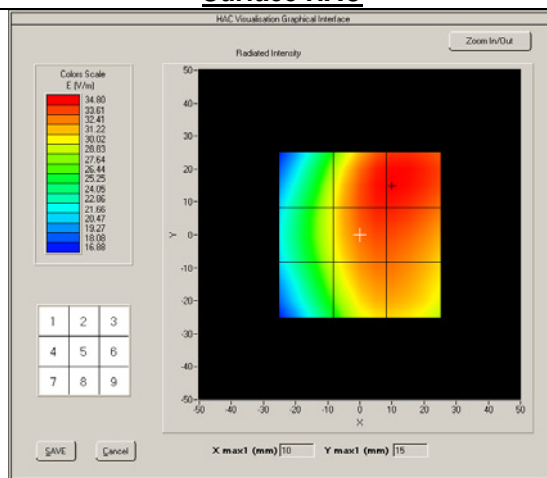 Surface HAC
HAC Visualisation Graphical Interface
Zoom In/Out
Radiated Intensity
Colors Scale
E (V/m)
34.80
33.61
32.41
31.22
30.02
28.83
27.64
26.44
25.25
24.05
22.86
21.66
20.47
19.27
18.08
16.88
50
40
30
20
10
Y 0
-10
-20
-30
-40
-50
-50 -40 -30 -20 -10 0 10 20 30 40 50
X
1 2 3
4 5 6
7 8 9
SAVE Cancel X max1 (mm) 10 Y max1 (mm) 15